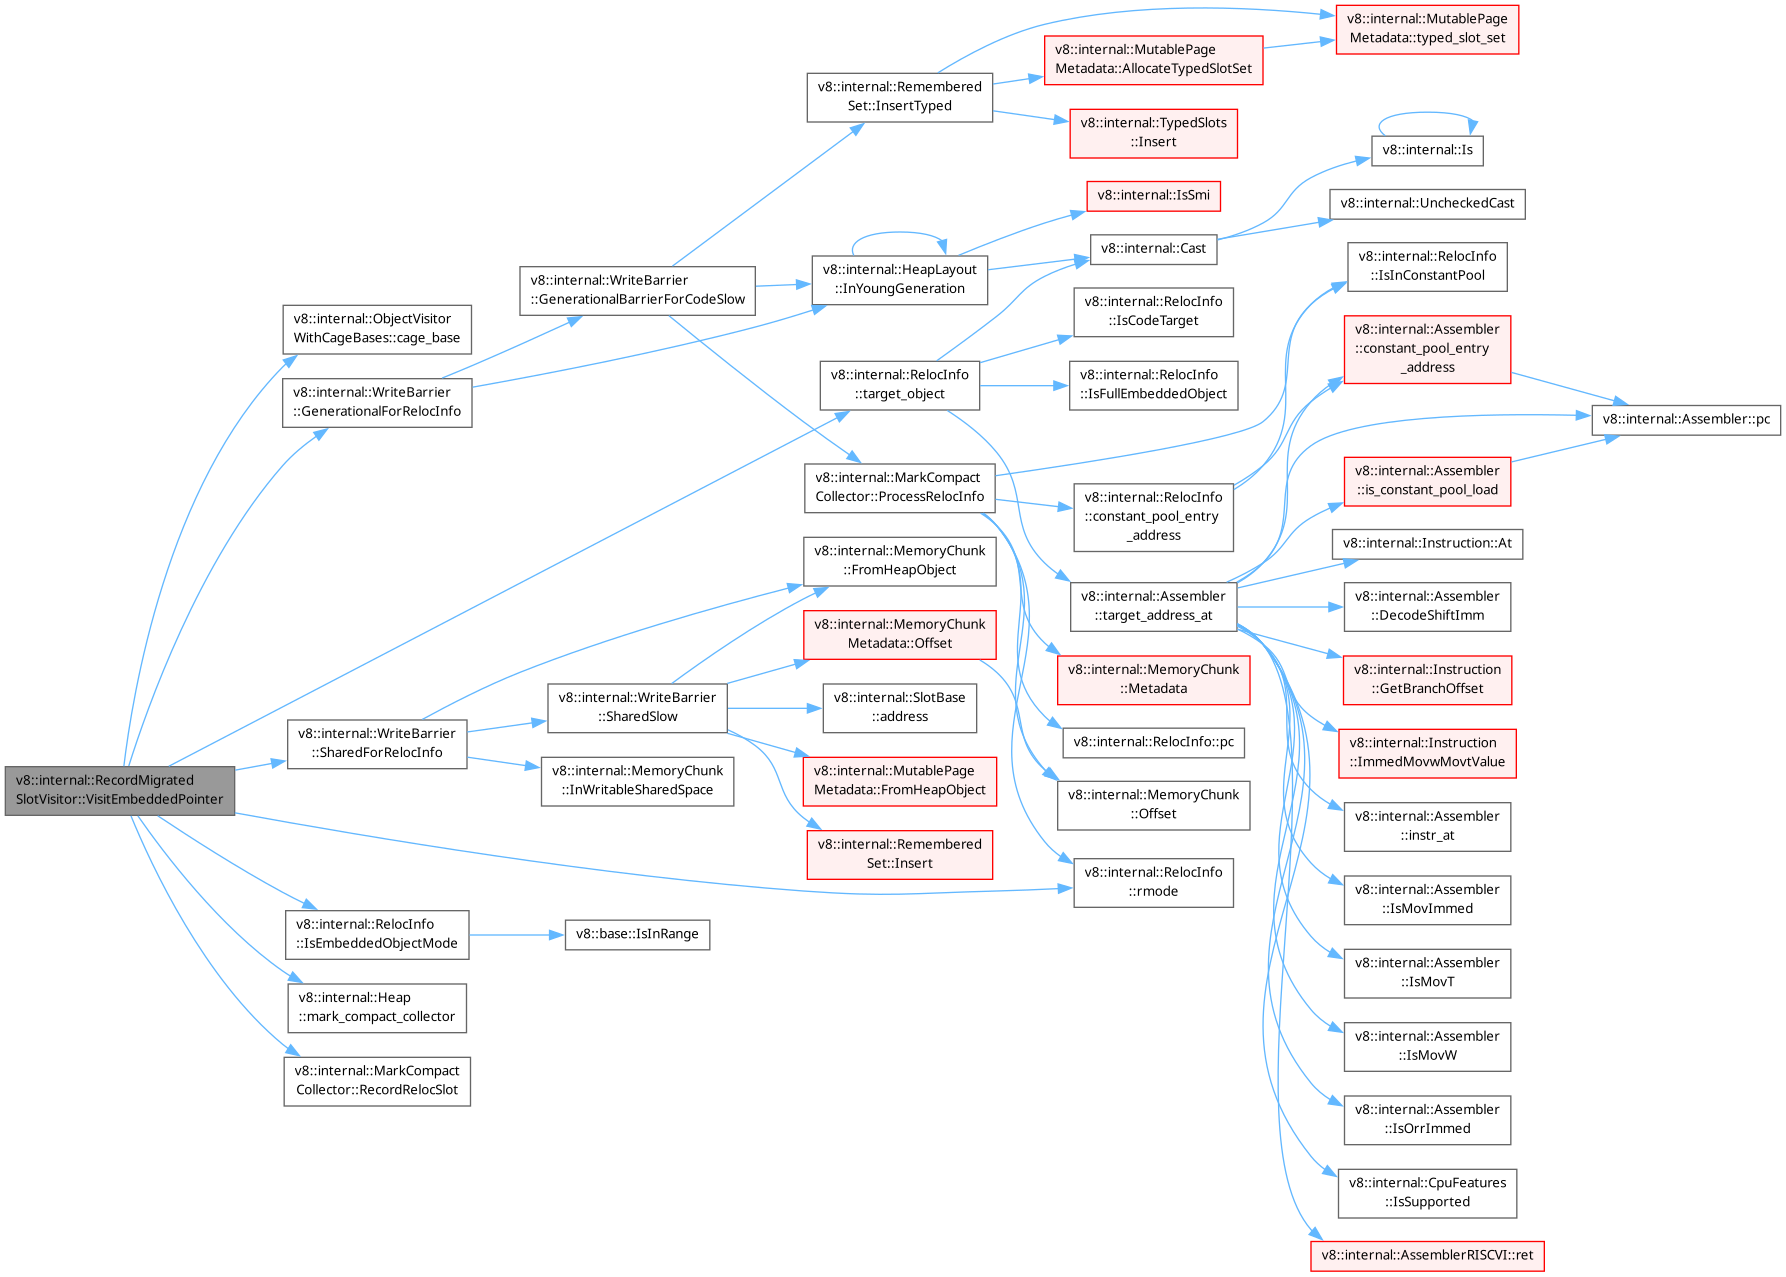 v8::internal::RecordMigrated
SlotVisitor::VisitEmbeddedPointer
v8::internal::ObjectVisitor
WithCageBases::cage_base
v8::internal::WriteBarrier
::GenerationalForRelocInfo
v8::internal::WriteBarrier
::SharedForRelocInfo
v8::internal::RelocInfo
::IsEmbeddedObjectMode
v8::internal::Heap
::mark_compact_collector
v8::internal::MarkCompact
Collector::RecordRelocSlot
v8::internal::WriteBarrier
::GenerationalBarrierForCodeSlow
v8::internal::WriteBarrier
::SharedSlow
v8::internal::MemoryChunk
::InWritableSharedSpace
v8::base::IsInRange
v8::internal::Remembered
Set::InsertTyped
v8::internal::HeapLayout
::InYoungGeneration
v8::internal::RelocInfo
::target_object
v8::internal::MarkCompact
Collector::ProcessRelocInfo
v8::internal::MemoryChunk
::FromHeapObject
v8::internal::MemoryChunk
Metadata::Offset
v8::internal::SlotBase
::address
v8::internal::MutablePage
Metadata::FromHeapObject
v8::internal::Remembered
Set::Insert
v8::internal::MutablePage
Metadata::AllocateTypedSlotSet
v8::internal::TypedSlots
::Insert
v8::internal::IsSmi
v8::internal::Cast
v8::internal::RelocInfo
::IsCodeTarget
v8::internal::RelocInfo
::IsFullEmbeddedObject
v8::internal::RelocInfo
::constant_pool_entry
_address
v8::internal::Assembler
::target_address_at
v8::internal::MemoryChunk
::Metadata
v8::internal::RelocInfo::pc
v8::internal::MemoryChunk
::Offset
v8::internal::RelocInfo
::rmode
v8::internal::MutablePage
Metadata::typed_slot_set
v8::internal::Is
v8::internal::UncheckedCast
v8::internal::RelocInfo
::IsInConstantPool
v8::internal::Assembler
::constant_pool_entry
_address
v8::internal::Assembler
::is_constant_pool_load
v8::internal::Instruction::At
v8::internal::Assembler
::DecodeShiftImm
v8::internal::Instruction
::GetBranchOffset
v8::internal::Instruction
::ImmedMovwMovtValue
v8::internal::Assembler
::instr_at
v8::internal::Assembler
::IsMovImmed
v8::internal::Assembler
::IsMovT
v8::internal::Assembler
::IsMovW
v8::internal::Assembler
::IsOrrImmed
v8::internal::CpuFeatures
::IsSupported
v8::internal::AssemblerRISCVI::ret
v8::internal::Assembler::pc